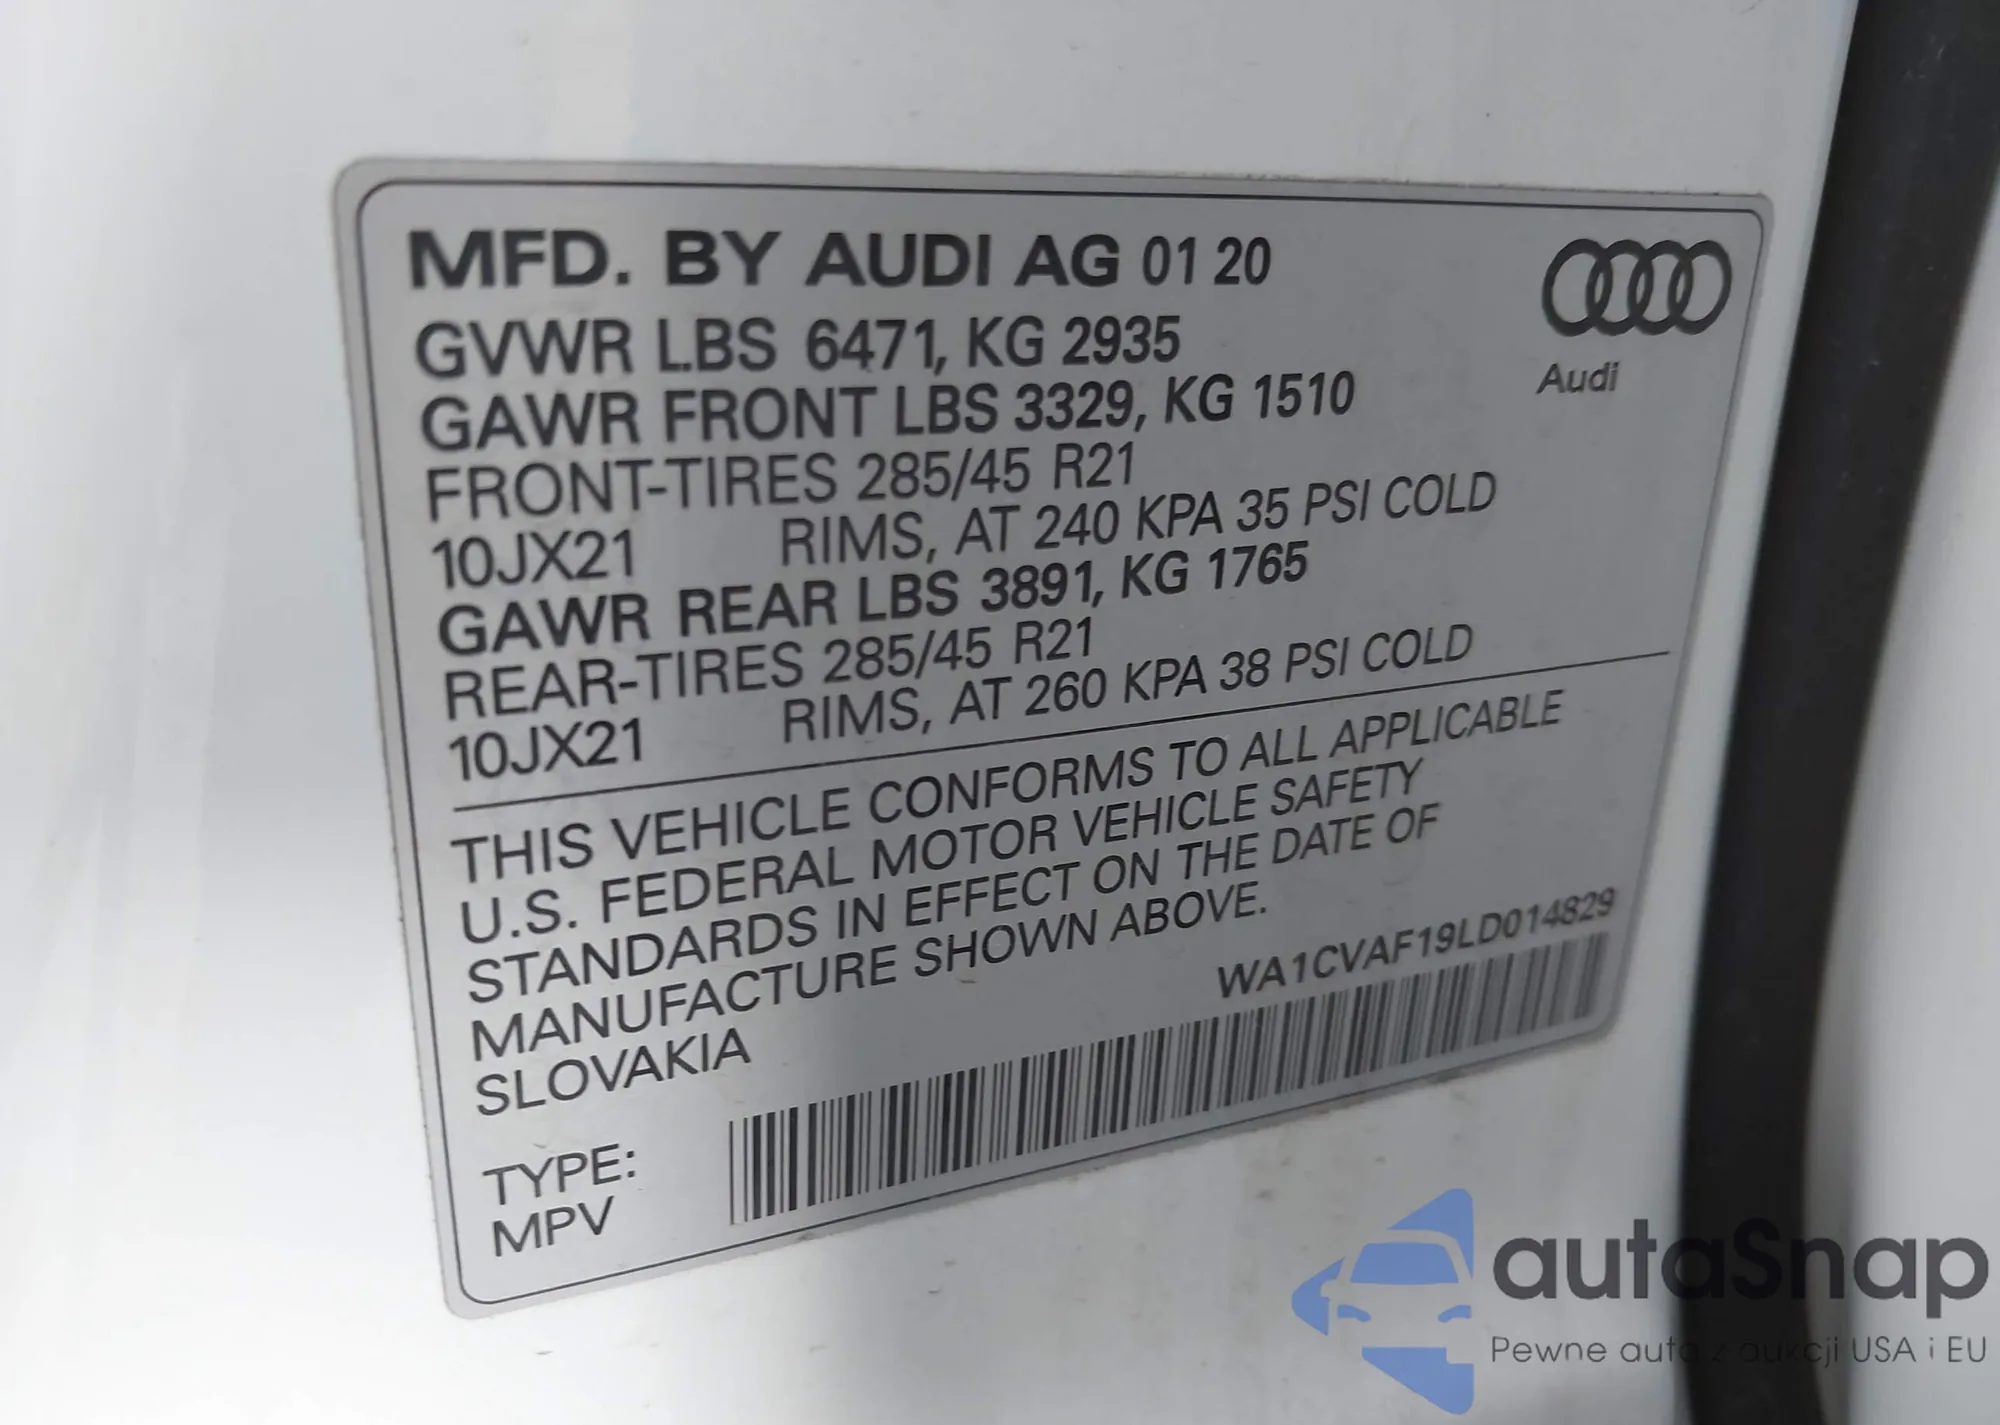 MFD. BY AUDI AG 01 20
GVWR LBS 6471, KG 2935
GAWR FRONT LBS 3329, KG 1510
FRONT-TIRES 285/45 R21
10JX21 RIMS, AT 240 KPA 35 PSI COLD
GAWR REAR LBS 3891, KG 1765
REAR-TIRES 285/45 R21
10JX21 RIMS, AT 260 KPA 38 PSI COLD
Audi
THIS VEHICLE CONFORMS TO ALL APPLICABLE
U.S. FEDERAL MOTOR VEHICLE SAFETY
STANDARDS IN EFFECT ON THE DATE OF
MANUFACTURE SHOWN ABOVE.
SLOVAKIA
WA1CVAF19LD014829
TYPE:
MPV
autaSnap
Pewne auta z aukcji USA i EU